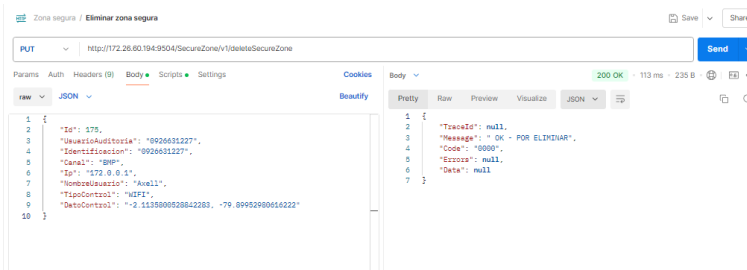 HTTP Zona segura / Eliminar zona segura Save Share
PUT http://172.26.60.194:9504/SecureZone/v1/deleteSecureZone Send
Params Auth Headers (9) Body Scripts Settings Cookies
raw JSON Beautify
1 {
2 "Id": 175,
3 "UsuarioAuditoria": "0926631227",
4 "Identificacion": "0926631227",
5 "Canal": "BMP",
6 "Ip": "172.0.0.1",
7 "NombreUsuario": "Axell",
8 "TipoControl": "WIFI",
9 "DatoControl": "-2.1135800528842283, -79.89952980616222"
10 }
Body 200 OK 113 ms 235 B
Pretty Raw Preview Visualize JSON
1 {
2 "TraceId": null,
3 "Message": " OK - POR ELIMINAR",
4 "Code": "0000",
5 "Errors": null,
6 "Data": null
7 }